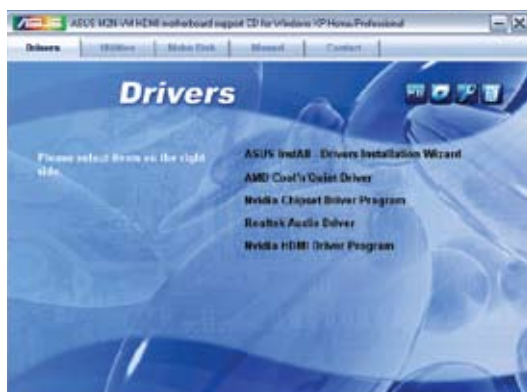 ASUS M2N-VM HDMI motherboard support CD for Windows XP Home/Professional
Drivers Utilities Make Disk Manual Contact
Drivers
Please select items on the right side.
ASUS InstAll - Drivers Installation Wizard
AMD Cool'n'Quiet Driver
Nvidia Chipset Driver Program
Realtek Audio Driver
Nvidia HDMI Driver Program